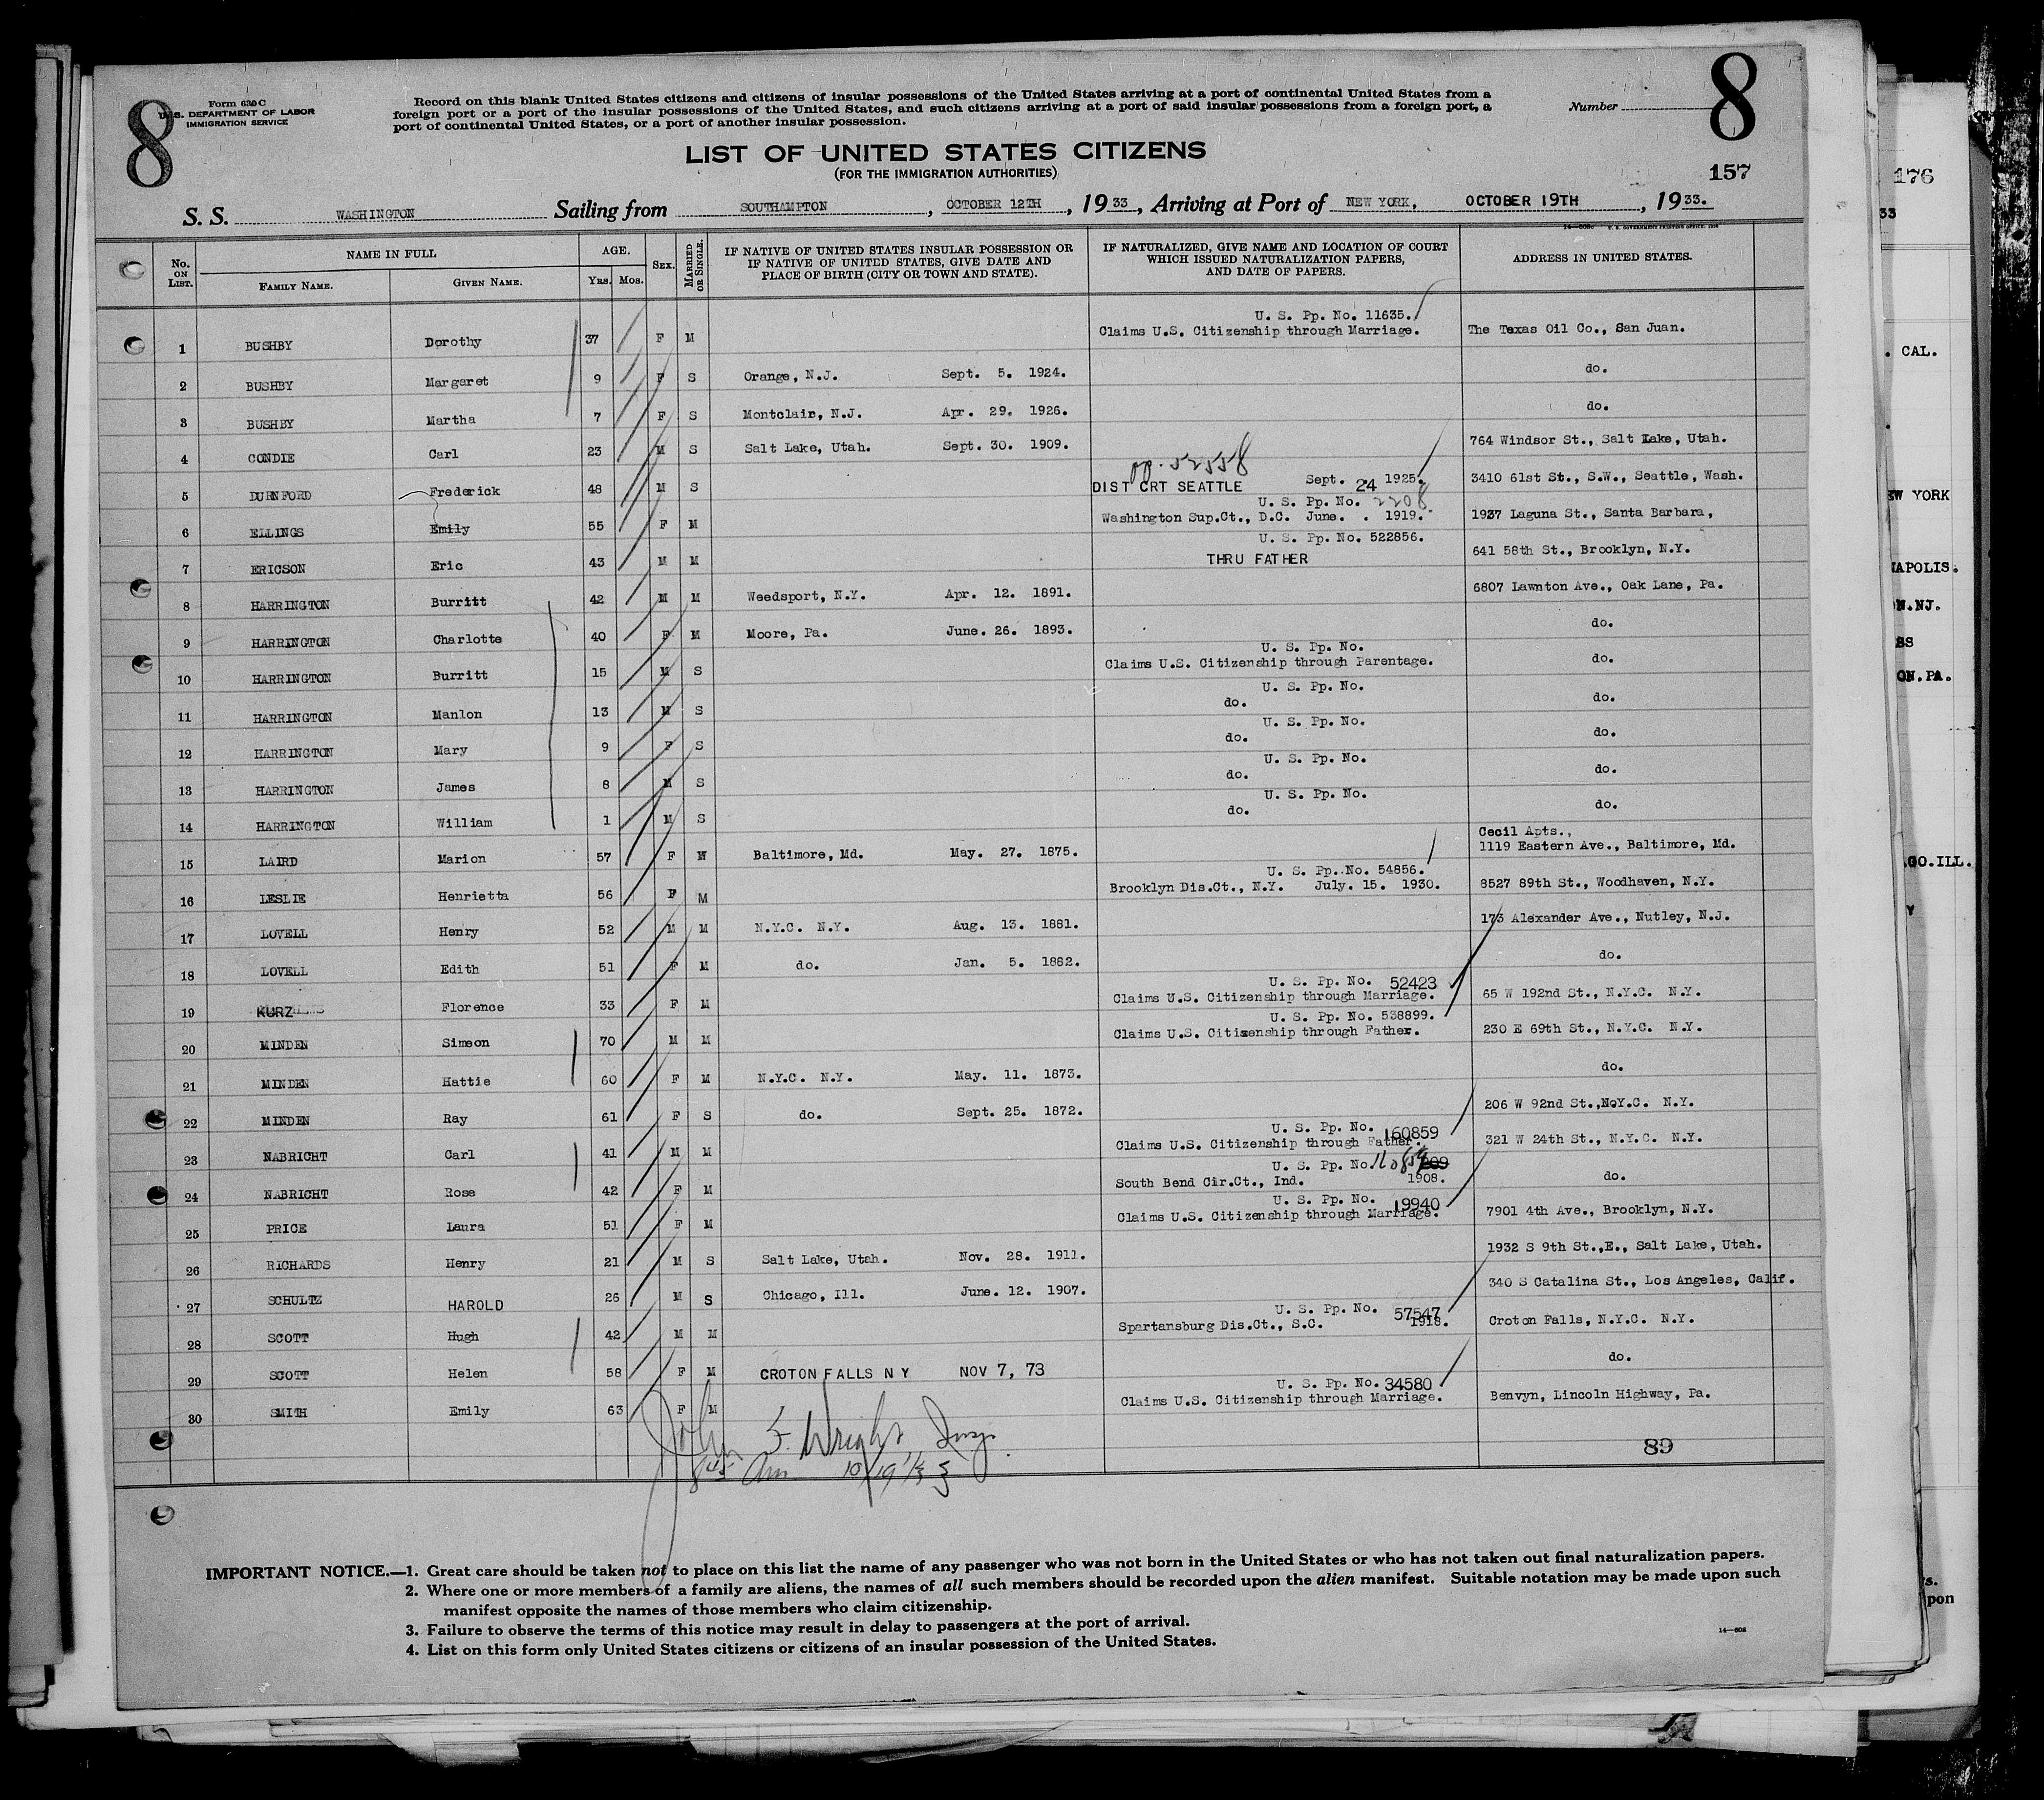 8
8
Form 630 C
U.S. DEPARTMENT OF LABOR
IMMIGRATION SERVICE
Record on this blank United States citizens and citizens of insular possessions of the United States arriving at a port of continental United States from a
foreign port or a port of the insular possessions of the United States, and such citizens arriving at a port of said insular possessions from a foreign port, a
port of continental United States, or a port of another insular possession.
Number
LIST OF UNITED STATES CITIZENS
(FOR THE IMMIGRATION AUTHORITIES)
157
S. S. WASHINGTON Sailing from SOUTHAMPTON, OCTOBER 12TH, 1933, Arriving at Port of NEW YORK, OCTOBER 19TH, 1933.
No. ON LIST. NAME IN FULL FAMILY NAME. GIVEN NAME. AGE. YRS. MOS. SEX. MARRIED OR SINGLE. IF NATIVE OF UNITED STATES INSULAR POSSESSION OR IF NATIVE OF UNITED STATES, GIVE DATE AND PLACE OF BIRTH (CITY OR TOWN AND STATE). IF NATURALIZED, GIVE NAME AND LOCATION OF COURT WHICH ISSUED NATURALIZATION PAPERS, AND DATE OF PAPERS. ADDRESS IN UNITED STATES.
1 BUSHBY Dorothy 37 F M U. S. Pp. No. 11635. Claims U.S. Citizenship through Marriage. The Texas Oil Co., San Juan.
2 BUSHBY Margaret 9 F S Orange, N.J. Sept. 5. 1924. do.
3 BUSHBY Martha 7 F S Montclair, N.J. Apr. 29. 1926. do.
4 CONDIE Carl 23 M S Salt Lake, Utah. Sept. 30. 1909. 764 Windsor St., Salt Lake, Utah.
5 DURNFORD Frederick 48 M S pp. 52558 DIST CRT SEATTLE Sept. 24 1925. 3410 61st St., S.W., Seattle, Wash.
6 ELLINGS Emily 55 F M U. S. Pp. No. 2208 Washington Sup.Ct., D.C. June. . 1919. 1937 Laguna St., Santa Barbara,
7 ERICSON Eric 43 M M U. S. Pp. No. 522856. THRU FATHER 641 58th St., Brooklyn, N.Y.
8 HARRINGTON Burritt 42 M M Weedsport, N.Y. Apr. 12. 1891. 6807 Lawnton Ave., Oak Lane, Pa.
9 HARRINGTON Charlotte 40 F M Moore, Pa. June. 26. 1893. do.
10 HARRINGTON Burritt 15 M S U. S. Pp. No. Claims U.S. Citizenship through Parentage. do.
11 HARRINGTON Manlon 13 M S U. S. Pp. No. do. do.
12 HARRINGTON Mary 9 F S U. S. Pp. No. do. do.
13 HARRINGTON James 8 M S U. S. Pp. No. do. do.
14 HARRINGTON William 1 M S U. S. Pp. No. do. do.
15 LAIRD Marion 57 F W Baltimore, Md. May. 27. 1875. Cecil Apts., 1119 Eastern Ave., Baltimore, Md.
16 LESLIE Henrietta 56 F M U. S. Pp. No. 54856. Brooklyn Dis.Ct., N.Y. July. 15. 1930. 8527 89th St., Woodhaven, N.Y.
17 LOVELL Henry 52 M M N.Y.C. N.Y. Aug. 13. 1881. 173 Alexander Ave., Nutley, N.J.
18 LOVELL Edith 51 F M do. Jan. 5. 1882. do.
19 KURZ Florence 33 F M U. S. Pp. No. 52423 Claims U.S. Citizenship through Marriage. 65 W 192nd St., N.Y.C. N.Y.
20 MINDEN Simeon 70 M M U. S. Pp. No. 538899. Claims U.S. Citizenship through Father. 230 E 69th St., N.Y.C. N.Y.
21 MINDEN Hattie 60 F M N.Y.C. N.Y. May. 11. 1873. do.
22 MINDEN Ray 61 F S do. Sept. 25. 1872. 206 W 92nd St., N.Y.C. N.Y.
23 NABRICHT Carl 41 M M U. S. Pp. No. 160859 Claims U.S. Citizenship through Father. 321 W 24th St., N.Y.C. N.Y.
24 NABRICHT Rose 42 F M U. S. Pp. No. 160859 South Bend Cir.Ct., Ind. 1908. do.
25 PRICE Laura 51 F M U. S. Pp. No. 19940 Claims U.S. Citizenship through Marriage. 7901 4th Ave., Brooklyn, N.Y.
26 RICHARDS Henry 21 M S Salt Lake, Utah. Nov. 28. 1911. 1932 S 9th St.,E., Salt Lake, Utah.
27 SCHULTZ HAROLD 26 M S Chicago, Ill. June. 12. 1907. 340 S Catalina St., Los Angeles, Calif.
28 SCOTT Hugh 42 M M U. S. Pp. No. 57547 Spartansburg Dis.Ct., S.C. 1918. Croton Falls, N.Y.C. N.Y.
29 SCOTT Helen 58 F M CROTON FALLS N Y NOV 7, 73 do.
30 SMITH Emily 63 F M U. S. Pp. No. 34580 Claims U.S. Citizenship through Marriage. Benvyn, Lincoln Highway, Pa.
John F. Wright Insp.
10/19/33
89
IMPORTANT NOTICE.—1. Great care should be taken not to place on this list the name of any passenger who was not born in the United States or who has not taken out final naturalization papers.
2. Where one or more members of a family are aliens, the names of all such members should be recorded upon the alien manifest. Suitable notation may be made upon such
manifest opposite the names of those members who claim citizenship.
3. Failure to observe the terms of this notice may result in delay to passengers at the port of arrival.
4. List on this form only United States citizens or citizens of an insular possession of the United States.
14—608
176
33
. CAL.
EW YORK
NAPOLIS.
N.NJ.
SS
ON.PA.
GO.ILL.
Y
s.
pon